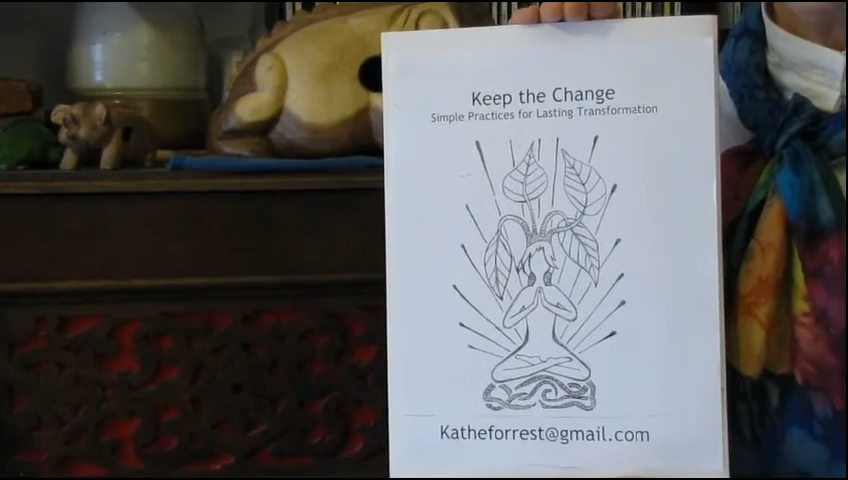 Keep the Change
Simple Practices for Lasting Transformation
Katheforrest@gmail.com